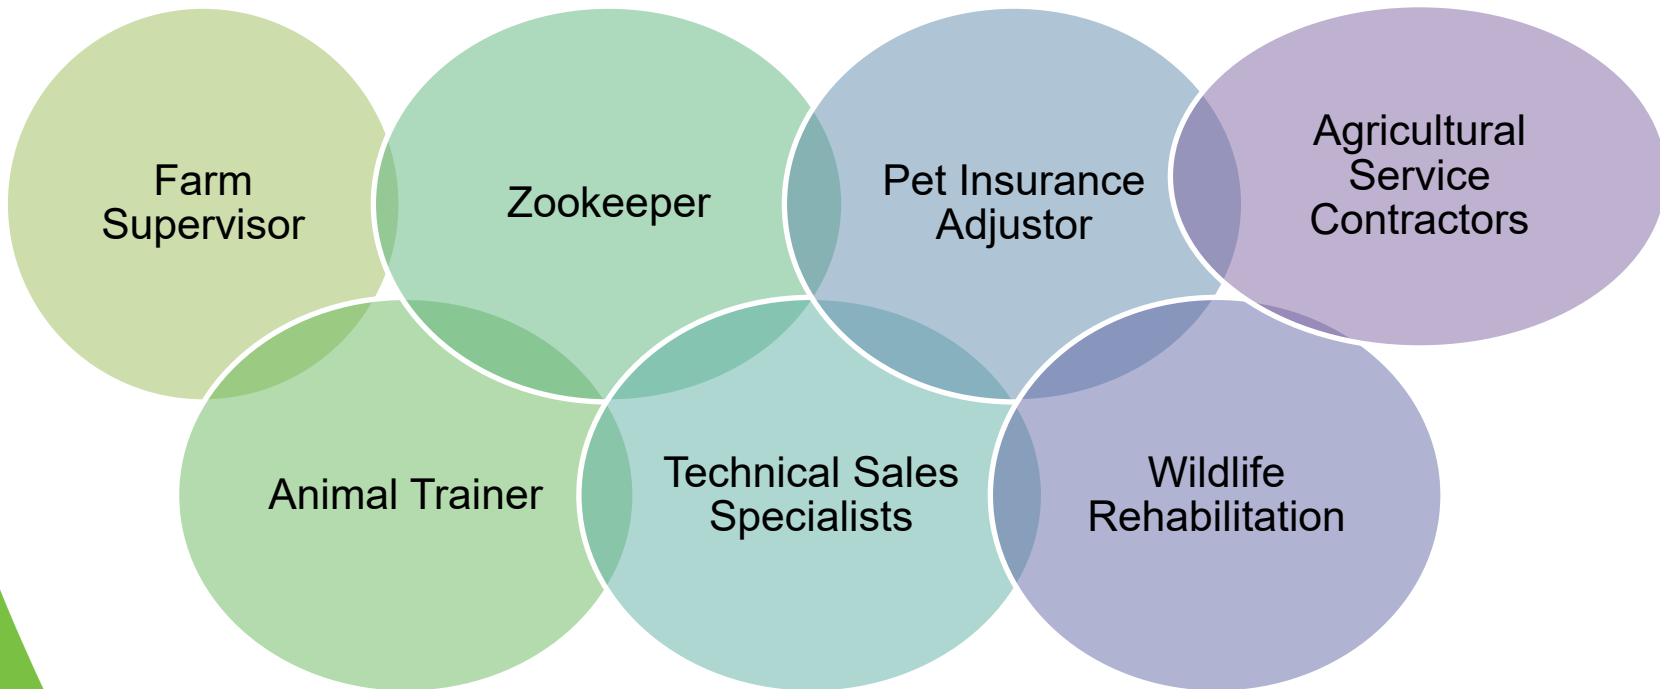 Farm
Supervisor
Zookeeper
Pet Insurance
Adjustor
Agricultural
Service
Contractors
Animal Trainer
Technical Sales
Specialists
Wildlife
Rehabilitation